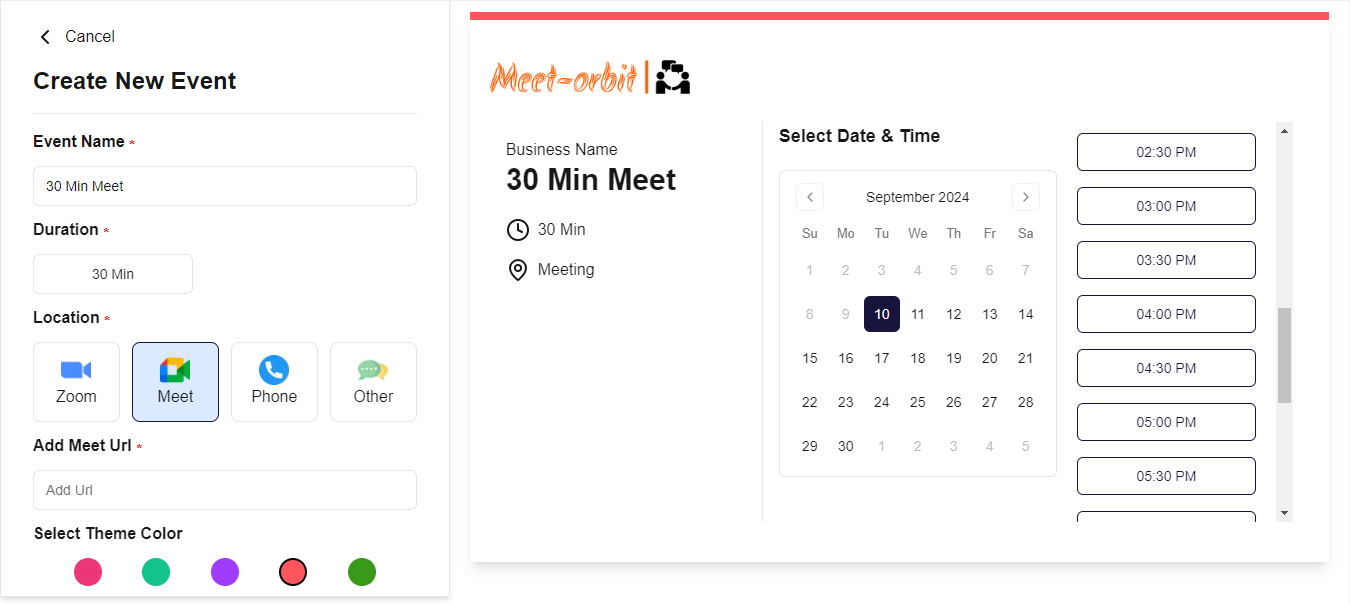 Cancel
Create New Event
Event Name *
30 Min Meet
Duration *
30 Min
Location *
Zoom Meet Phone Other
Add Meet Url *
Add Url
Select Theme Color
Meet-orbit
Business Name
30 Min Meet
30 Min
Meeting
Select Date & Time
September 2024
Su Mo Tu We Th Fr Sa
1 2 3 4 5 6 7
8 9 10 11 12 13 14
15 16 17 18 19 20 21
22 23 24 25 26 27 28
29 30 1 2 3 4 5
02:30 PM
03:00 PM
03:30 PM
04:00 PM
04:30 PM
05:00 PM
05:30 PM